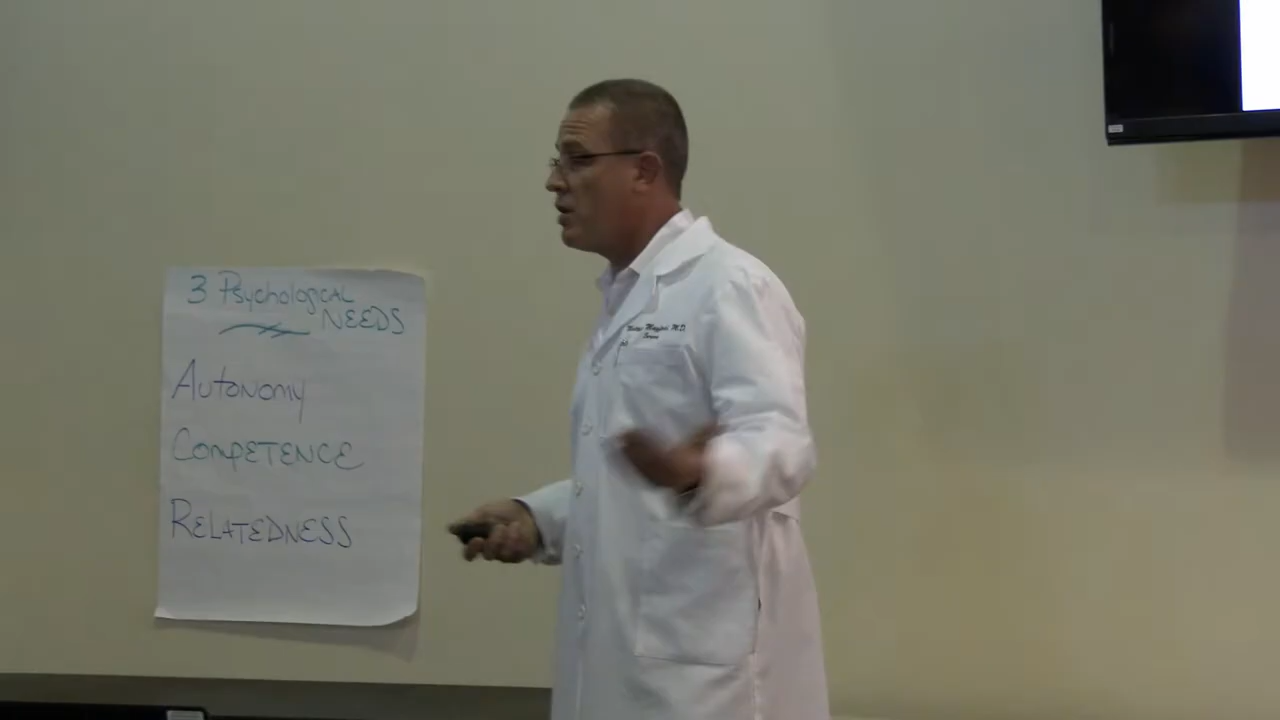 3 Psychological
NEEDS
Autonomy
COMPETENCE
RELATEDNESS
M.D.